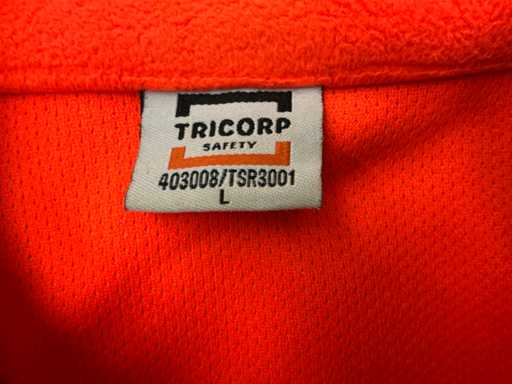 TRICORP
SAFETY
403008/TSR3001
L